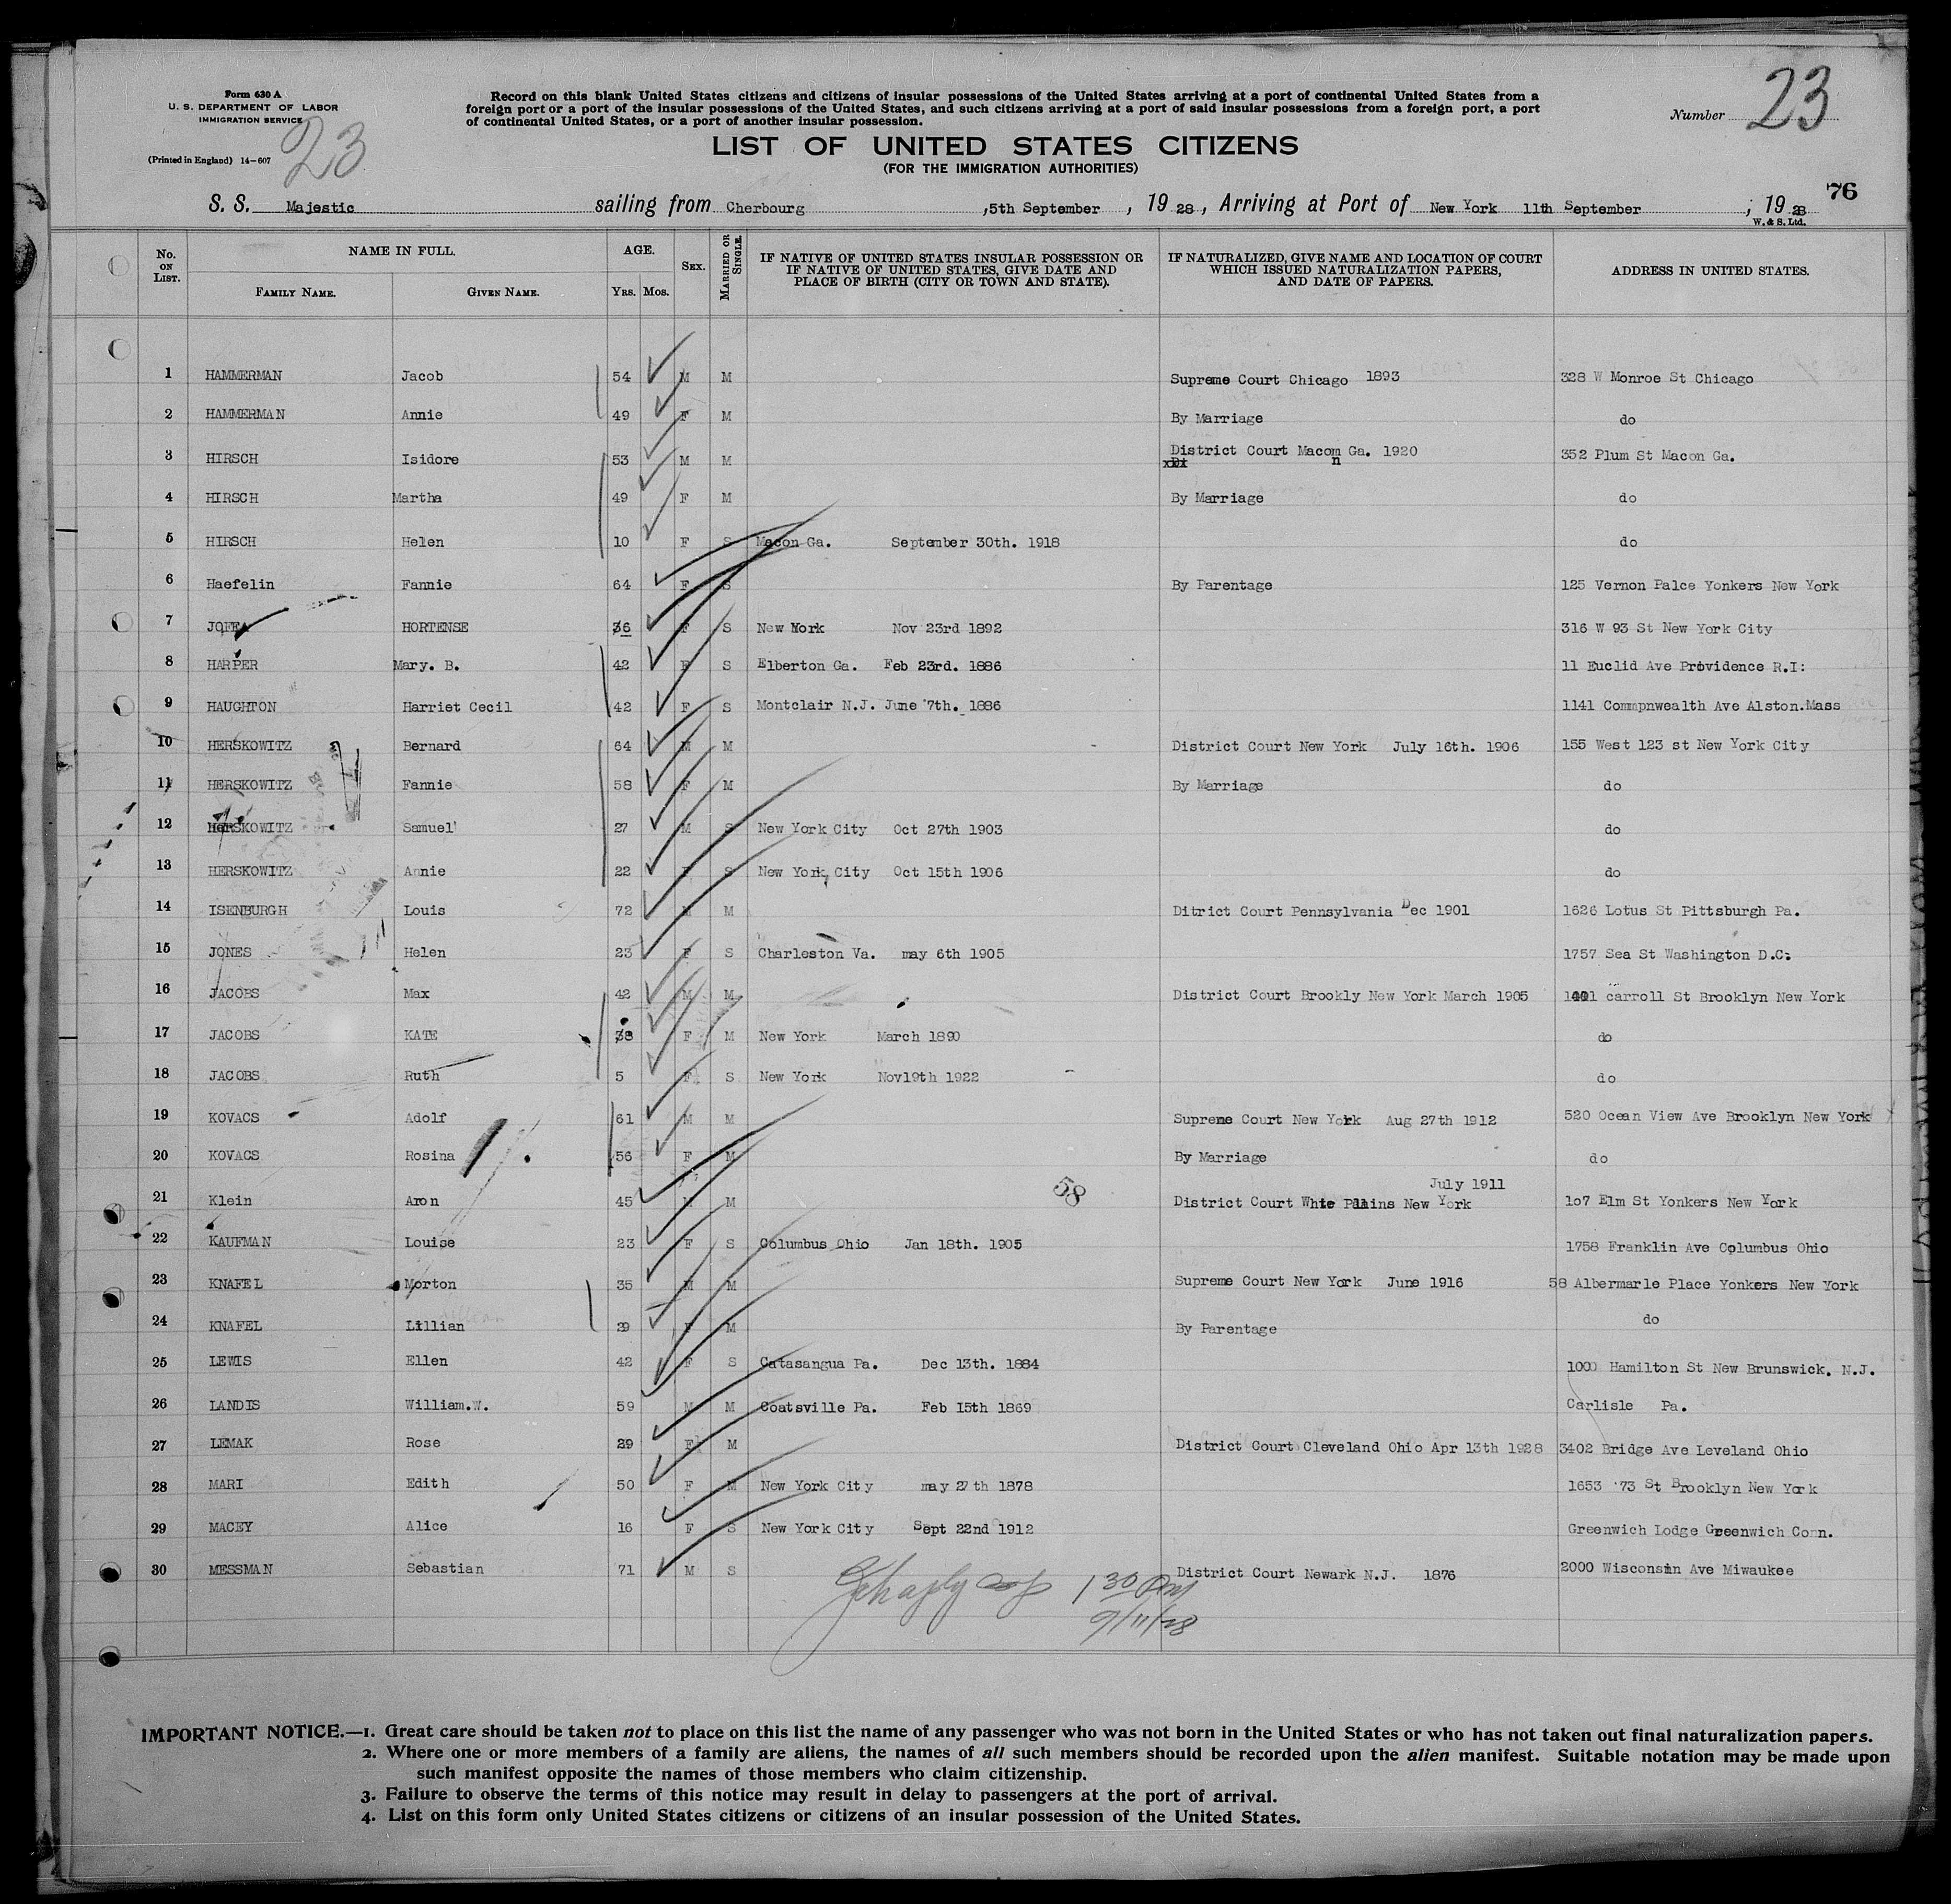 Form 630 A
U. S. DEPARTMENT OF LABOR
IMMIGRATION SERVICE
(Printed in England) 14-607
23
Record on this blank United States citizens and citizens of insular possessions of the United States arriving at a port of continental United States from a
foreign port or a port of the insular possessions of the United States, and such citizens arriving at a port of said insular possessions from a foreign port, a port
of continental United States, or a port of another insular possession.
Number 23
LIST OF UNITED STATES CITIZENS
(FOR THE IMMIGRATION AUTHORITIES)
76
S. S. Majestic sailing from Cherbourg ,5th September , 19 28 , Arriving at Port of New York 11th September ; 19 28
W. & S. Ltd.
No. ON LIST. NAME IN FULL. FAMILY NAME. GIVEN NAME. AGE. YRS. MOS. SEX. MARRIED OR SINGLE. IF NATIVE OF UNITED STATES INSULAR POSSESSION OR IF NATIVE OF UNITED STATES, GIVE DATE AND PLACE OF BIRTH (CITY OR TOWN AND STATE). IF NATURALIZED, GIVE NAME AND LOCATION OF COURT WHICH ISSUED NATURALIZATION PAPERS, AND DATE OF PAPERS. ADDRESS IN UNITED STATES.
1 HAMMERMAN Jacob 54 M M Supreme Court Chicago 1893 328 W Monroe St Chicago
2 HAMMERMAN Annie 49 F M By Marriage do
3 HIRSCH Isidore 53 M M District Court Macon Ga. 1920 352 Plum St Macon Ga.
4 HIRSCH Martha 49 F M By Marriage do
5 HIRSCH Helen 10 F S Macon Ga. September 30th. 1918 do
6 Haefelin Fannie 64 F S By Parentage 125 Vernon Palce Yonkers New York
7 JOFFA HORTENSE 36 F S New York Nov 23rd 1892 316 W 93 St New York City
8 HARPER Mary. B. 42 F S Elberton Ga. Feb 23rd. 1886 11 Euclid Ave Providence R.I:
9 HAUGHTON Harriet Cecil 42 F S Montclair N.J. June 7th. 1886 1141 Commpnwealth Ave Alston.Mass
10 HERSKOWITZ Bernard 64 M M District Court New York July 16th. 1906 155 West 123 st New York City
11 HERSKOWITZ Fannie 58 F M By Marriage do
12 HerSKOWITZ Samuel 27 M S New York City Oct 27th 1903 do
13 HERSKOWITZ Annie 22 F S New York City Oct 15th 1906 do
14 ISENBURGH Louis 72 M M Ditrict Court Pennsylvania Dec 1901 1626 Lotus St Pittsburgh Pa.
15 JONES Helen 23 F S Charleston Va. may 6th 1905 1757 Sea St Washington D.C:
16 JACOBS Max 42 M M District Court Brookly New York March 1905 1401 carroll St Brooklyn New York
17 JACOBS KATE 38 F M New York March 1890 do
18 JACOBS Ruth 5 F S New York Nov19th 1922 do
19 KOVACS Adolf 61 M M Supreme Court New York Aug 27th 1912 520 Ocean View Ave Brooklyn New York
20 KOVACS Rosina 56 F M By Marriage do
21 Klein Aron 45 M M District Court Whte Plains New York July 1911 107 Elm St Yonkers New York
58
22 KAUFMAN Louise 23 F S Columbus Ohio Jan 18th. 1905 1758 Franklin Ave Columbus Ohio
23 KNAFEL Morton 35 M M Supreme Court New York June 1916 58 Albermarle Place Yonkers New York
24 KNAFEL Lillian 29 F M By Parentage do
25 LEWIS Ellen 42 F S Catasangua Pa. Dec 13th. 1884 1000 Hamilton St New Brunswick. N.J.
26 LANDIS William.W. 59 M M Coatsville Pa. Feb 15th 1869 Carlisle Pa.
27 LEMAK Rose 29 F M District Court Cleveland Ohio Apr 13th 1928 3402 Bridge Ave Leveland Ohio
28 MARI Edith 50 F M New York City may 27th 1878 1653 73 St Brooklyn New York
29 MACEY Alice 16 F S New York City Sept 22nd 1912 Greenwich Lodge Greenwich Conn.
30 MESSMAN Sebastian 71 M S District Court Newark N.J. 1876 2000 Wisconsin Ave Miwaukee
1 30 PM
9/11/28
IMPORTANT NOTICE.—1. Great care should be taken not to place on this list the name of any passenger who was not born in the United States or who has not taken out final naturalization papers.
2. Where one or more members of a family are aliens, the names of all such members should be recorded upon the alien manifest. Suitable notation may be made upon
such manifest opposite the names of those members who claim citizenship.
3. Failure to observe the terms of this notice may result in delay to passengers at the port of arrival.
4. List on this form only United States citizens or citizens of an insular possession of the United States.